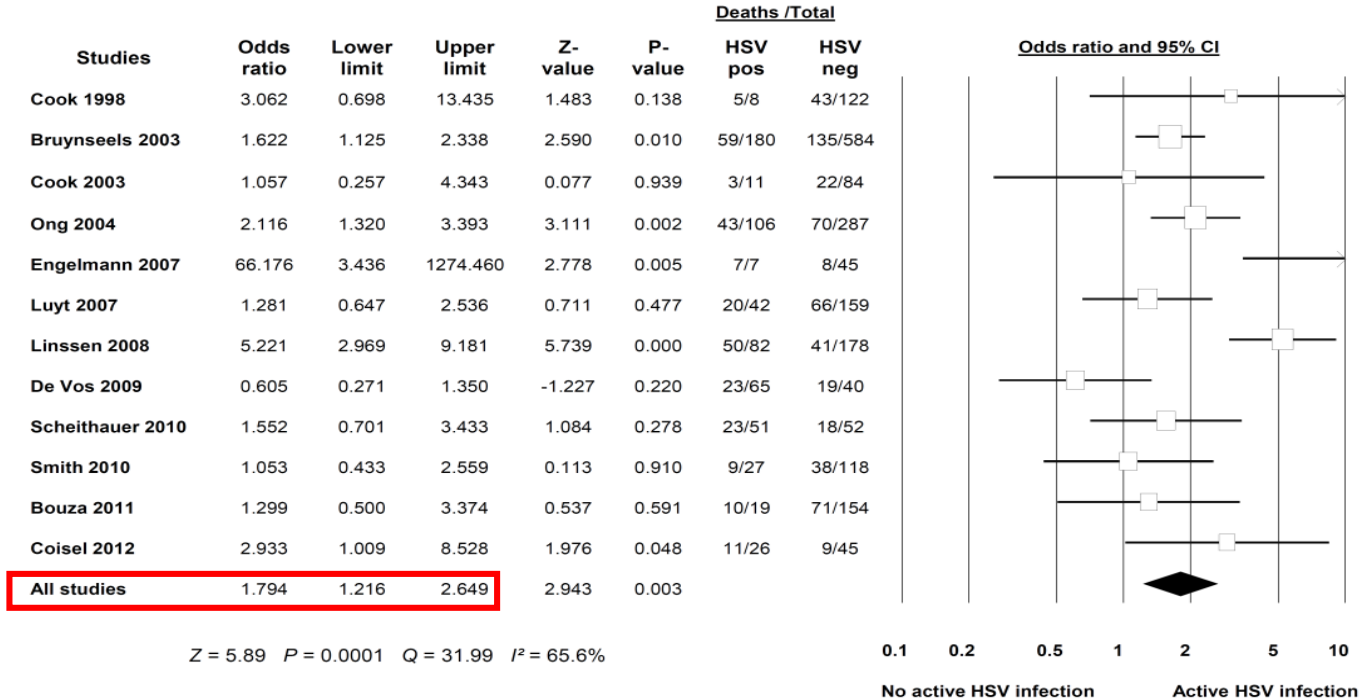 Deaths /Total
Studies Odds ratio Lower limit Upper limit Z-value P-value HSV pos HSV neg Odds ratio and 95% CI
Cook 1998 3.062 0.698 13.435 1.483 0.138 5/8 43/122
Bruynseels 2003 1.622 1.125 2.338 2.590 0.010 59/180 135/584
Cook 2003 1.057 0.257 4.343 0.077 0.939 3/11 22/84
Ong 2004 2.116 1.320 3.393 3.111 0.002 43/106 70/287
Engelmann 2007 66.176 3.436 1274.460 2.778 0.005 7/7 8/45
Luyt 2007 1.281 0.647 2.536 0.711 0.477 20/42 66/159
Linssen 2008 5.221 2.969 9.181 5.739 0.000 50/82 41/178
De Vos 2009 0.605 0.271 1.350 -1.227 0.220 23/65 19/40
Scheithauer 2010 1.552 0.701 3.433 1.084 0.278 23/51 18/52
Smith 2010 1.053 0.433 2.559 0.113 0.910 9/27 38/118
Bouza 2011 1.299 0.500 3.374 0.537 0.591 10/19 71/154
Coisel 2012 2.933 1.009 8.528 1.976 0.048 11/26 9/45
All studies 1.794 1.216 2.649 2.943 0.003
Z = 5.89 P = 0.0001 Q = 31.99 I² = 65.6%
0.1 0.2 0.5 1 2 5 10
No active HSV infection Active HSV infection